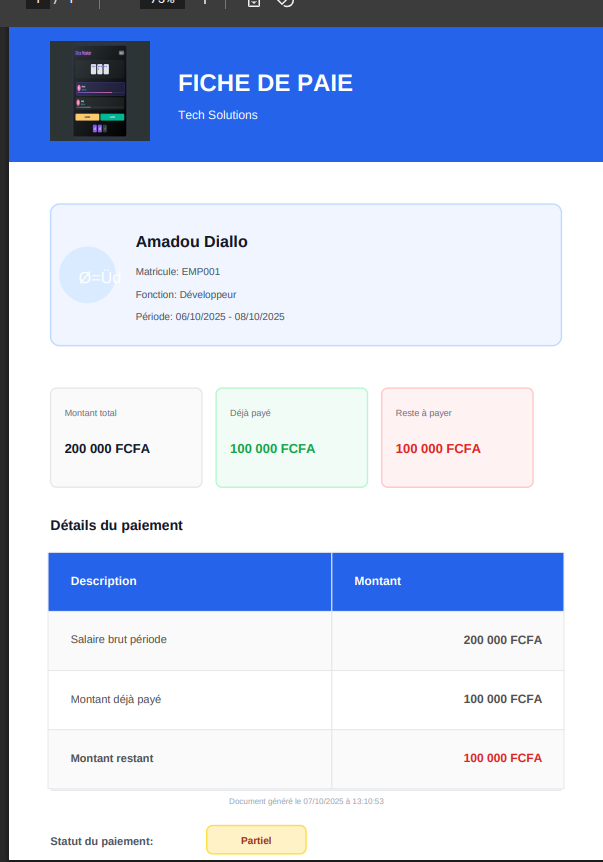 FICHE DE PAIE
Tech Solutions
Amadou Diallo
Ø=Üd
Matricule: EMP001
Fonction: Développeur
Période: 06/10/2025 - 08/10/2025
Montant total
Déjà payé
Reste à payer
200 000 FCFA
100 000 FCFA
100 000 FCFA
Détails du paiement
Description
Montant
Salaire brut période
200 000 FCFA
Montant déjà payé
100 000 FCFA
Montant restant
100 000 FCFA
Document généré le 07/10/2025 à 13:10:53
Statut du paiement:
Partiel